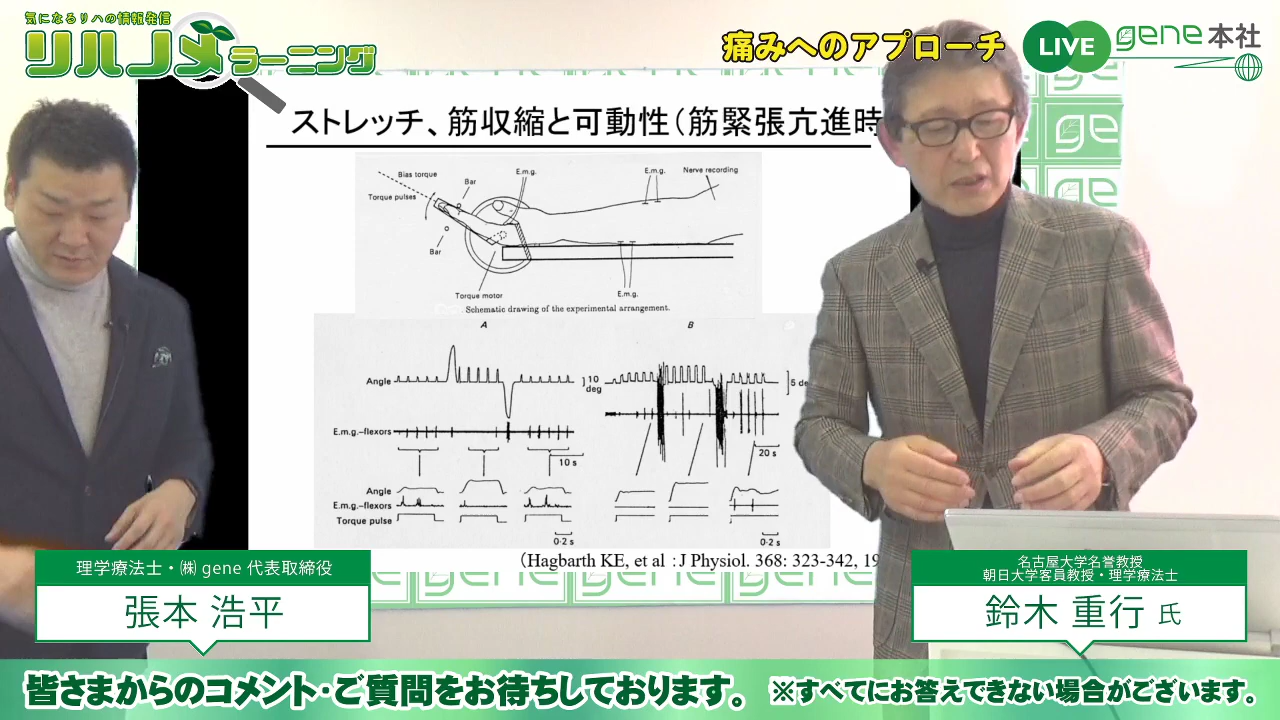 気になるリハの情報発信
リハノメ
ラーニング
痛みへのアプローチ
LIVE
gene 本社
ge
ストレッチ、筋収縮と可動性(筋緊張亢進時
Bias torque
Bar
E.m.g.
E.m.g.
Nerve recording
Torque pulses
Bar
Torque motor
E.m.g.
Schematic drawing of the experimental arrangement.
A
B
Angle
10
deg
5 de
E.m.g.–flexors
10 s
20 s
Angle
E.m.g.–flexors
Torque pulse
0·2 s
0·2 s
(Hagbarth KE, et al : J Physiol. 368: 323-342, 19
理学療法士・㈱ gene 代表取締役
張本 浩平
名古屋大学名誉教授
朝日大学客員教授・理学療法士
鈴木 重行 氏
皆さまからのコメント・ご質問をお待ちしております。 ※すべてにお答えできない場合がございます。